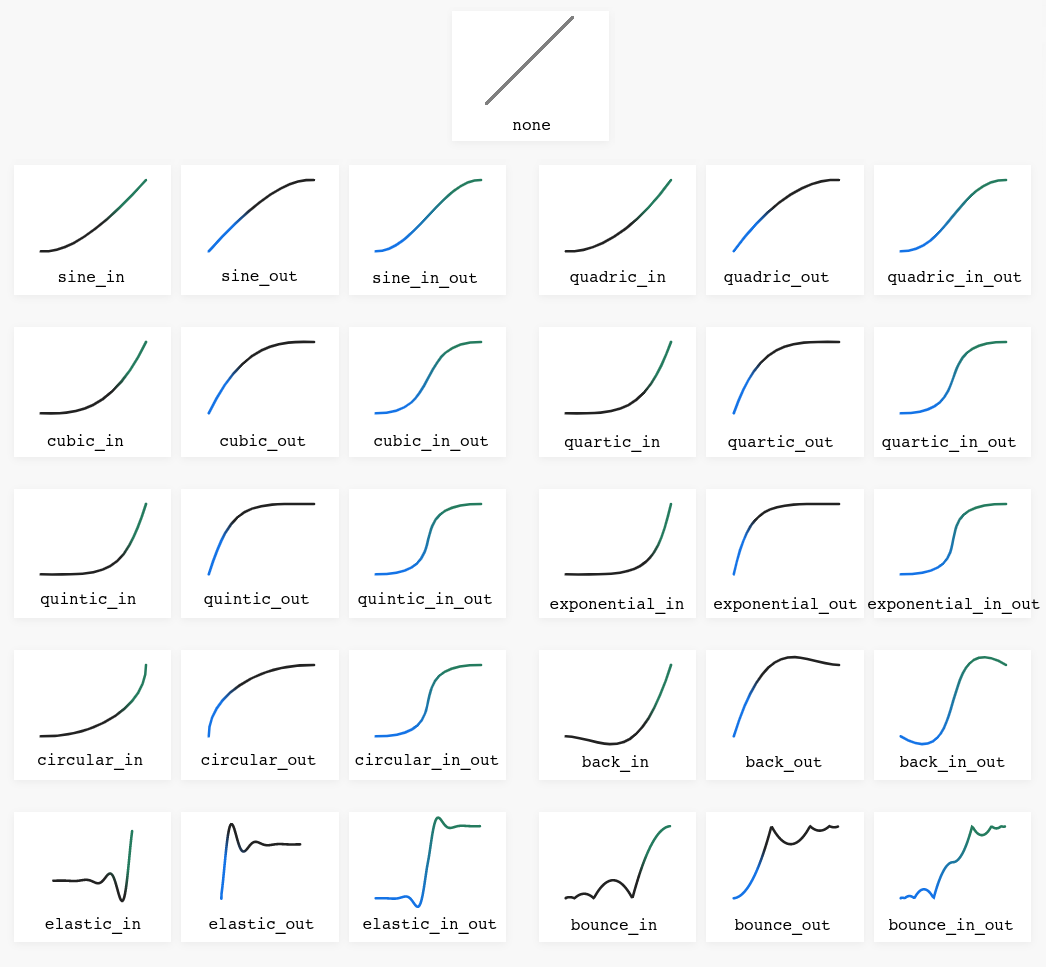 none
sine_in
sine_out
sine_in_out
quadric_in
quadric_out
quadric_in_out
cubic_in
cubic_out
cubic_in_out
quartic_in
quartic_out
quartic_in_out
quintic_in
quintic_out
quintic_in_out
exponential_in
exponential_out
exponential_in_out
circular_in
circular_out
circular_in_out
back_in
back_out
back_in_out
elastic_in
elastic_out
elastic_in_out
bounce_in
bounce_out
bounce_in_out